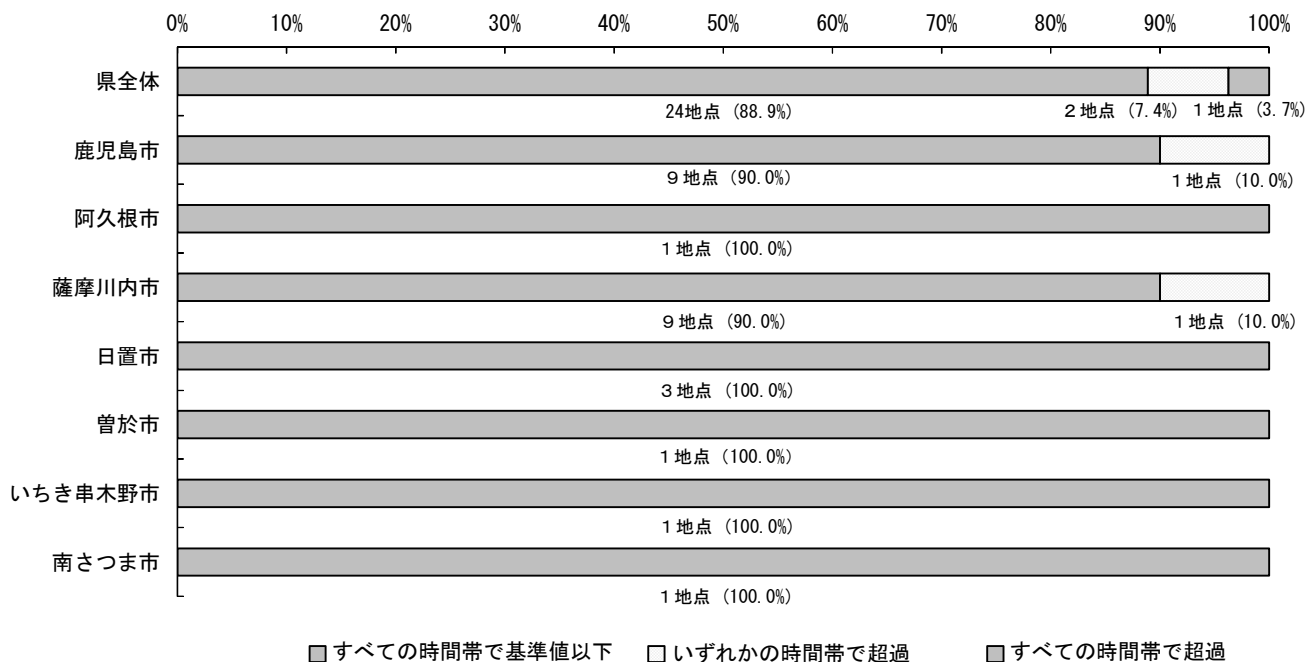 0% 10% 20% 30% 40% 50% 60% 70% 80% 90% 100%
県全体
24地点 (88.9%) 2地点 (7.4%) 1地点 (3.7%)
鹿児島市
9地点 (90.0%) 1地点 (10.0%)
阿久根市
1地点 (100.0%)
薩摩川内市
9地点 (90.0%) 1地点 (10.0%)
日置市
3地点 (100.0%)
曽於市
1地点 (100.0%)
いちき串木野市
1地点 (100.0%)
南さつま市
1地点 (100.0%)
すべての時間帯で基準値以下 いずれかの時間帯で超過 すべての時間帯で超過